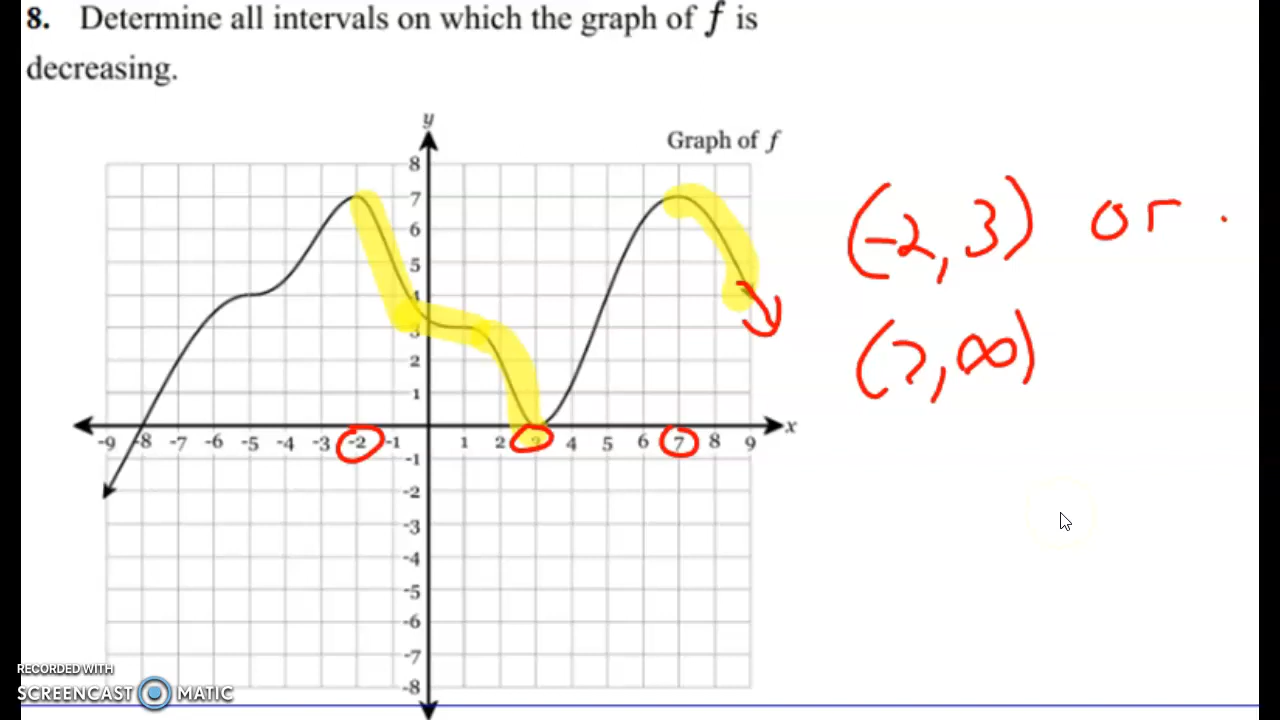 8. Determine all intervals on which the graph of f is
decreasing.
y
Graph of f
8
7
6
5
4
3
2
1
-9 -8 -7 -6 -5 -4 -3 -2 -1 1 2 3 4 5 6 7 8 9 x
-1
-2
-3
-4
-5
-6
-7
-8
(-2, 3) or
(7, ∞)
RECORDED WITH
SCREENCAST MATIC